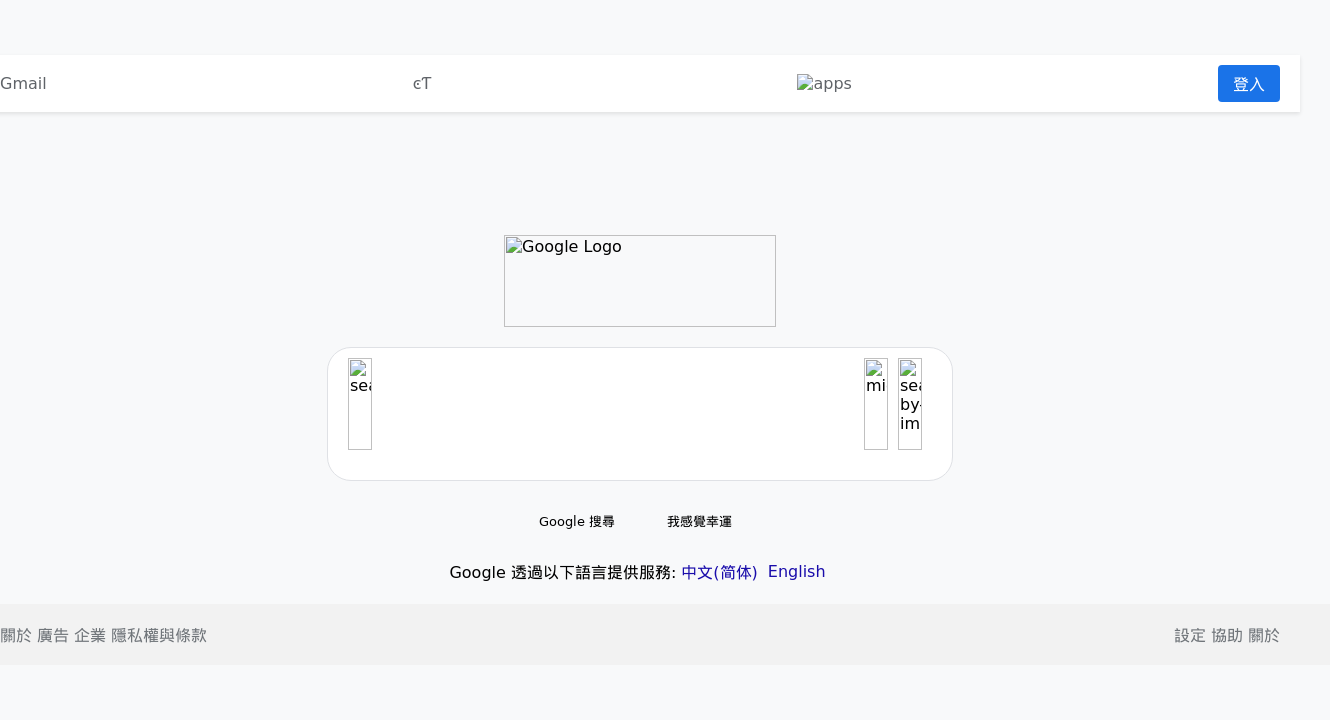 Gmail
apps
登入
Google Logo
sea
mi
sea
by-
im
Google 搜尋
我感覺幸運
Google 透過以下語言提供服務: 中文(简体) English
關於 廣告 企業 隱私權與條款
設定 協助 關於